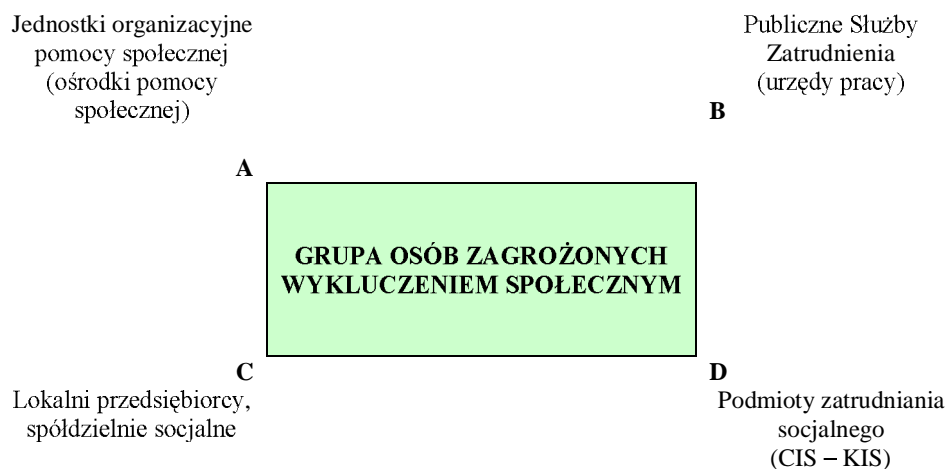 Jednostki organizacyjne
pomocy społecznej
(ośrodki pomocy
społecznej)
A
Publiczne Służby
Zatrudnienia
(urzędy pracy)
B
GRUPA OSÓB ZAGROŻONYCH
WYKLUCZENIEM SPOŁECZNYM
C
Lokalni przedsiębiorcy,
spółdzielnie socjalne
D
Podmioty zatrudniania
socjalnego
(CIS – KIS)